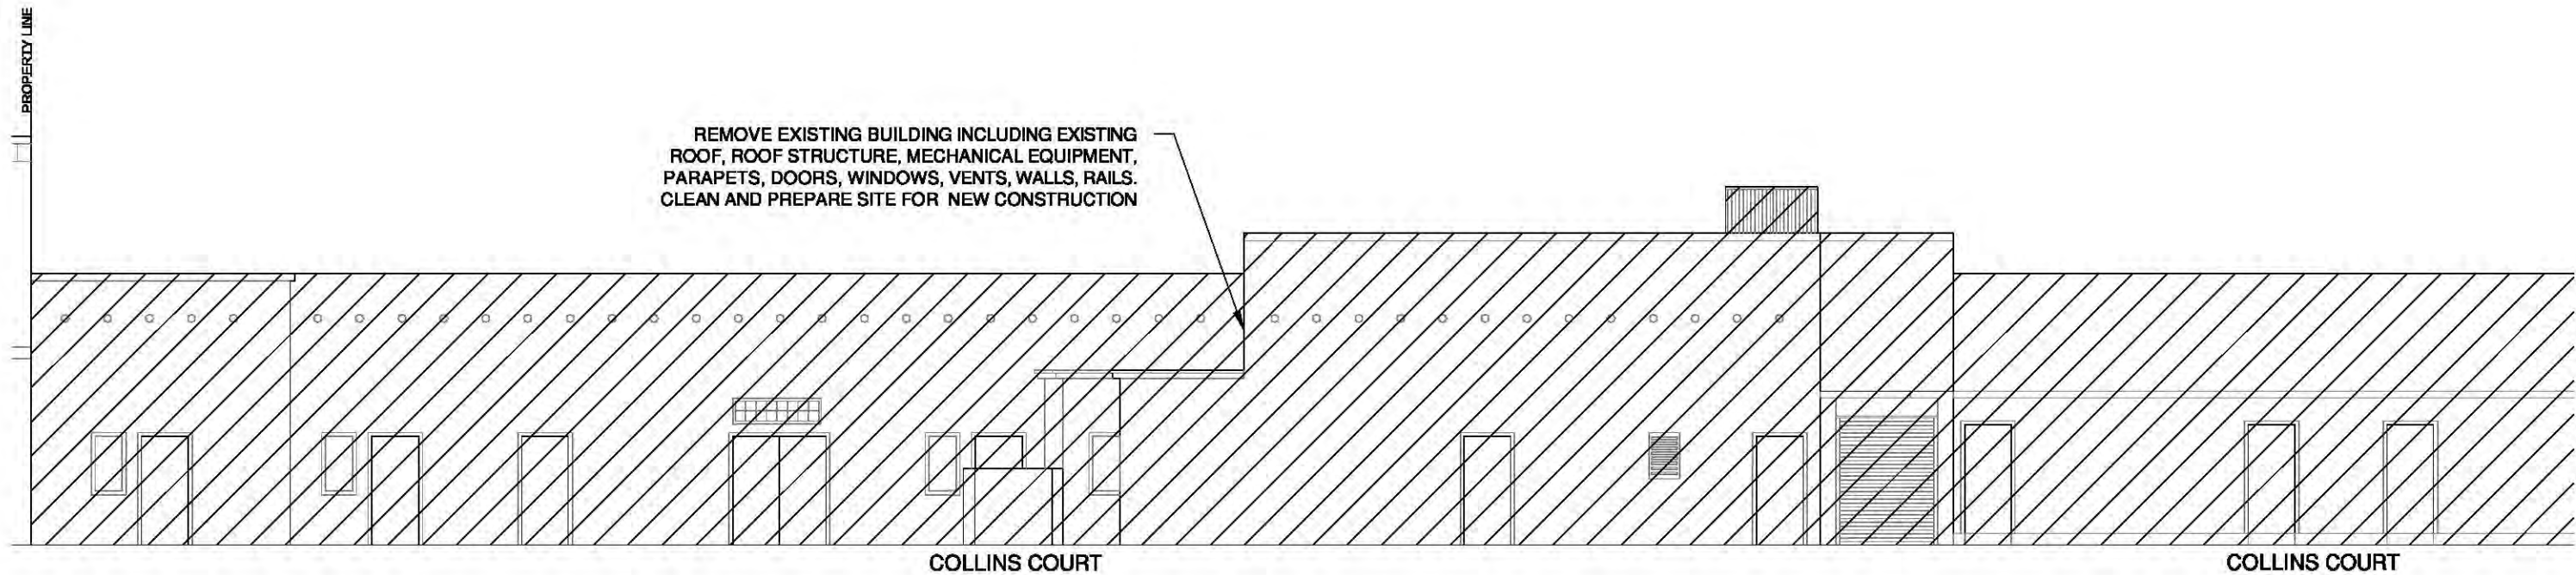 PROPERTY LINE
REMOVE EXISTING BUILDING INCLUDING EXISTING
ROOF, ROOF STRUCTURE, MECHANICAL EQUIPMENT,
PARAPETS, DOORS, WINDOWS, VENTS, WALLS, RAILS.
CLEAN AND PREPARE SITE FOR NEW CONSTRUCTION
COLLINS COURT
COLLINS COURT